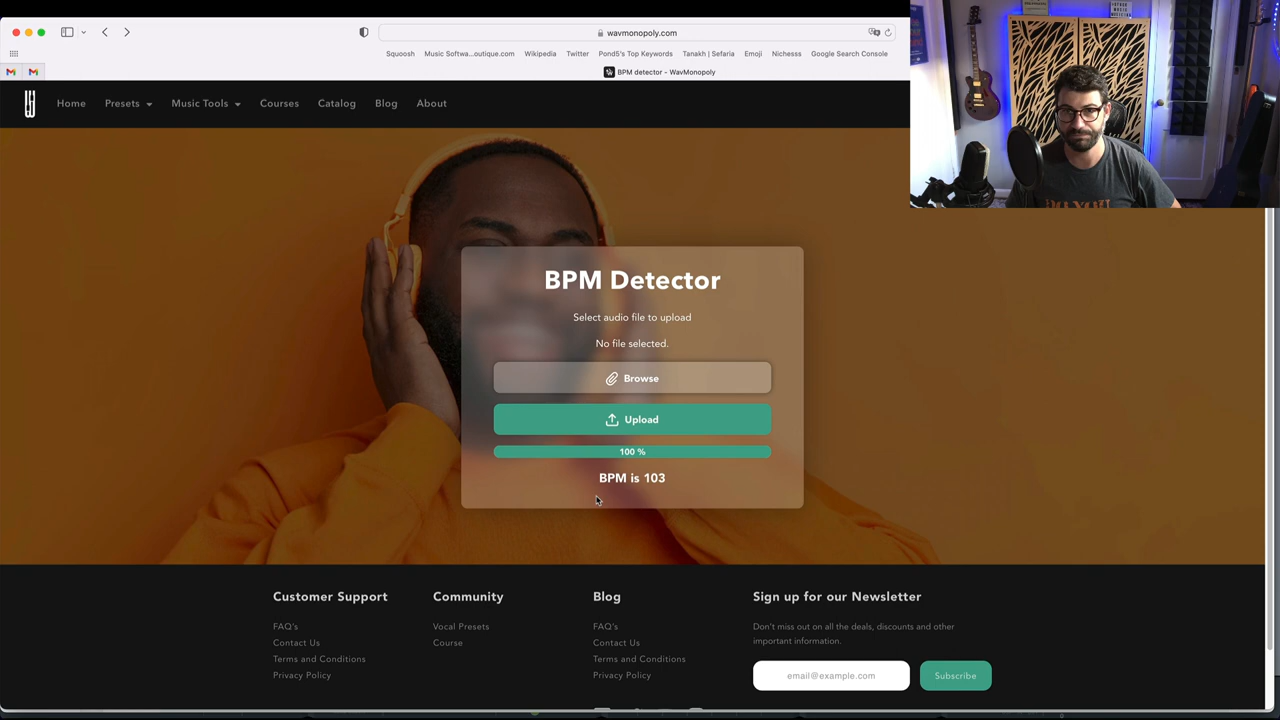 wavmonopoly.com
Squoosh Music Softwa...outique.com Wikipedia Twitter Pond5's Top Keywords Tanakh | Sefaria Emoji Nichesss Google Search Console
BPM detector - WavMonopoly
Home Presets Music Tools Courses Catalog Blog About
BPM Detector
Select audio file to upload
No file selected.
Browse
Upload
100 %
BPM is 103
Customer Support
FAQ's
Contact Us
Terms and Conditions
Privacy Policy
Community
Vocal Presets
Course
Blog
FAQ's
Contact Us
Terms and Conditions
Privacy Policy
Sign up for our Newsletter
Don't miss out on all the deals, discounts and other
important information.
email@example.com
Subscribe